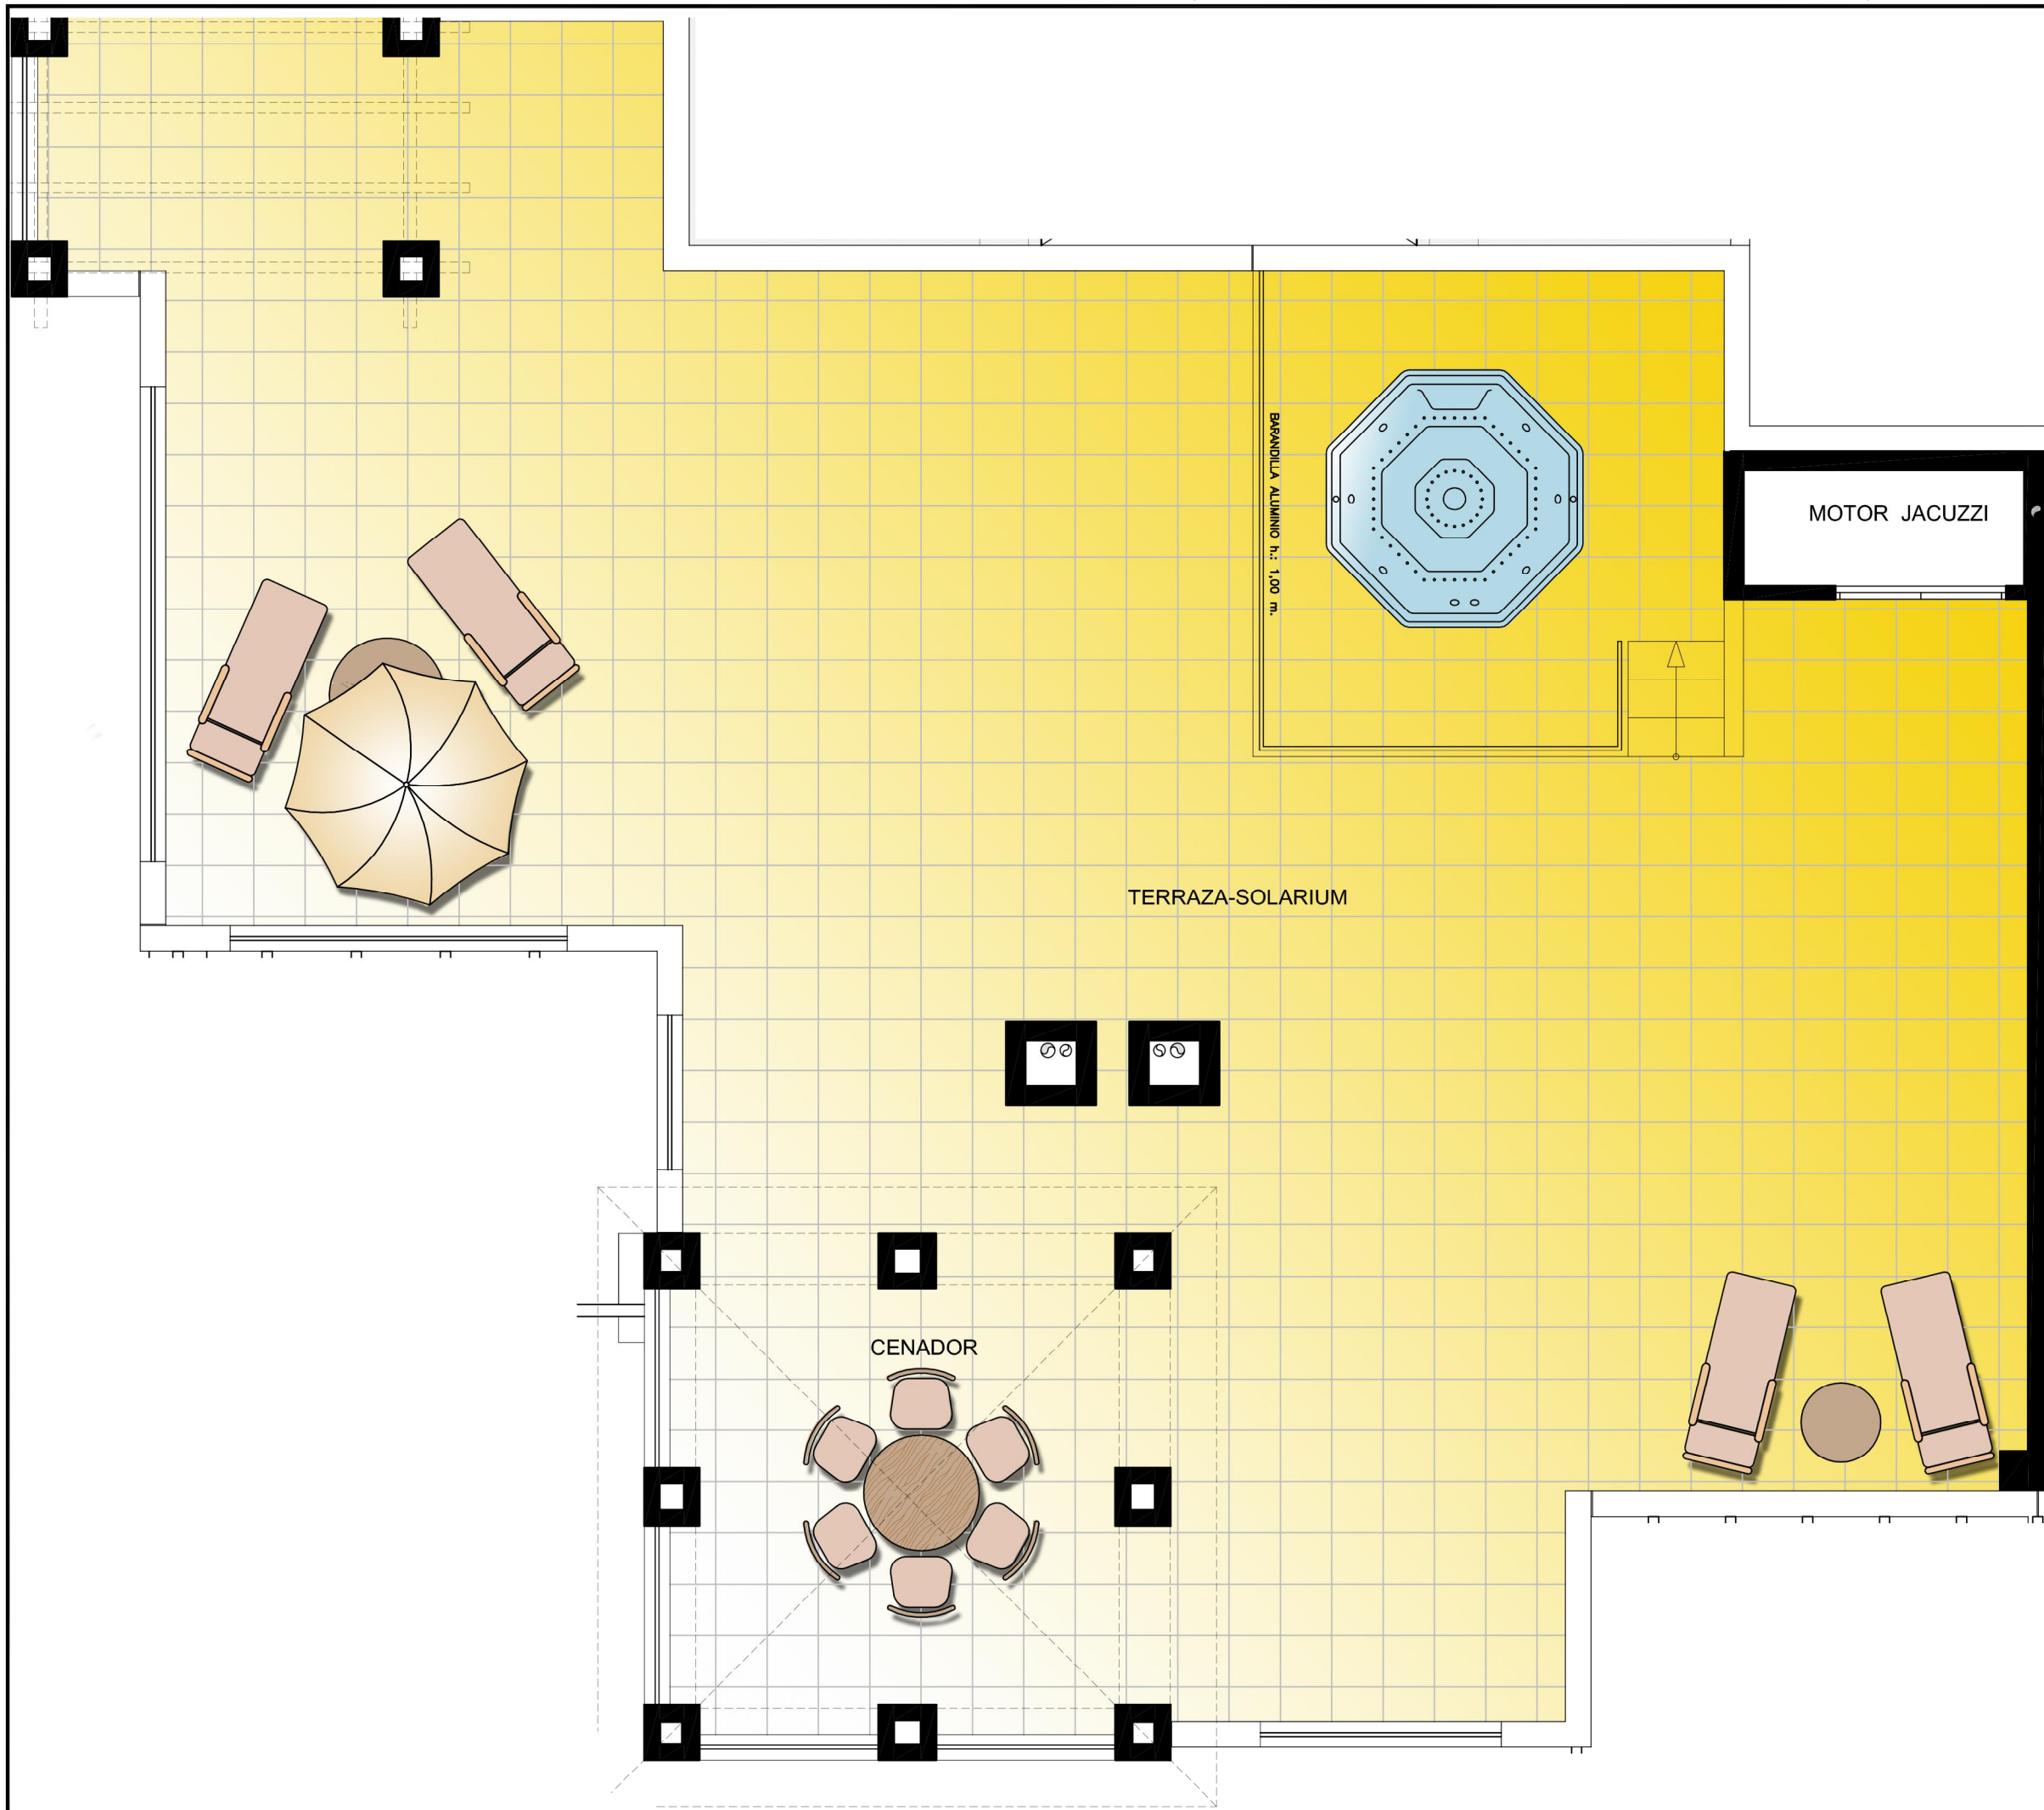 BARANDILLA ALUMINIO h.: 1,00 m.
MOTOR JACUZZI
TERRAZA-SOLARIUM
CENADOR